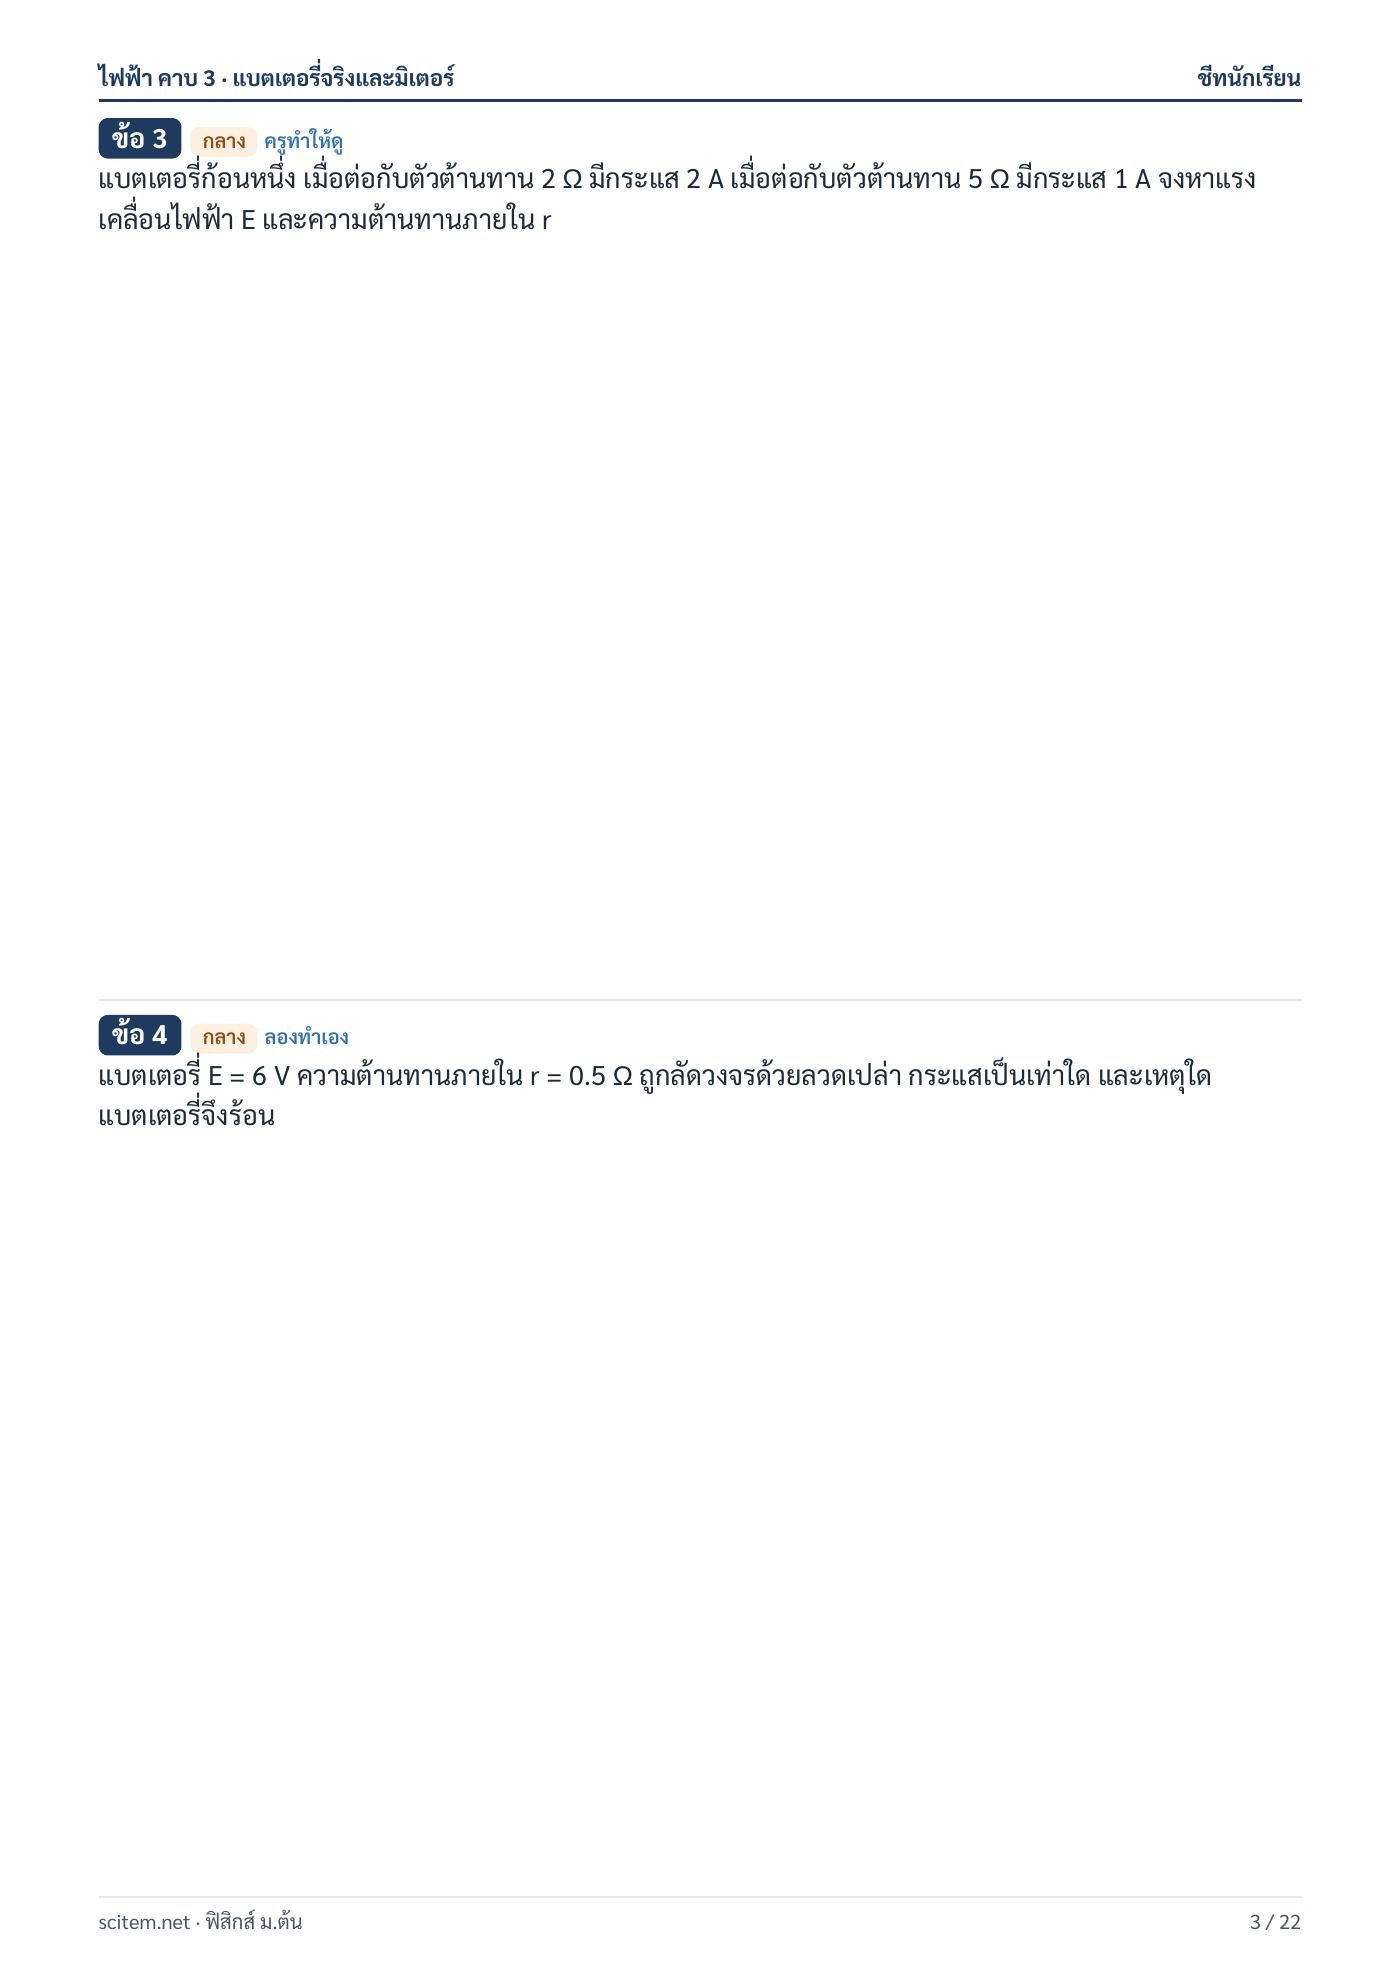 ไฟฟ้า คาบ 3 · แบตเตอรี่จริงและมิเตอร์ ชีทนักเรียน
ข้อ 3 กลาง ครูทำให้ดู
แบตเตอรี่ก้อนหนึ่ง เมื่อต่อกับตัวต้านทาน 2 Ω มีกระแส 2 A เมื่อต่อกับตัวต้านทาน 5 Ω มีกระแส 1 A จงหาแรง
เคลื่อนไฟฟ้า E และความต้านทานภายใน r
ข้อ 4 กลาง ลองทำเอง
แบตเตอรี่ E = 6 V ความต้านทานภายใน r = 0.5 Ω ถูกลัดวงจรด้วยลวดเปล่า กระแสเป็นเท่าใด และเหตุใด
แบตเตอรี่จึงร้อน
scitem.net · ฟิสิกส์ ม.ต้น 3 / 22